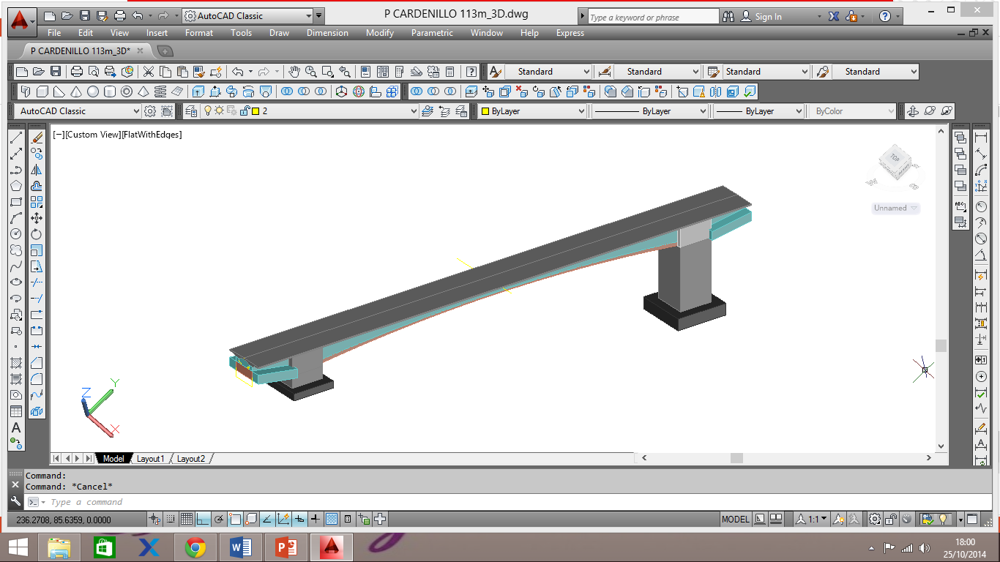 AutoCAD Classic
P CARDENILLO 113m_3D.dwg
Type a keyword or phrase
Sign In
File Edit View Insert Format Tools Draw Dimension Modify Parametric Window Help Express
P CARDENILLO 113m_3D*
Standard Standard Standard Standard
AutoCAD Classic 2 ByLayer ByLayer ByLayer ByColor
[−][Custom View][FlatWithEdges]
TOP
Unnamed
ABC
Z Y
X
A
A
Model Layout1 Layout2
Command:
Command: *Cancel*
Type a command
236.2708, 85.6359, 0.0000 MODEL 1:1
18:00
25/10/2014